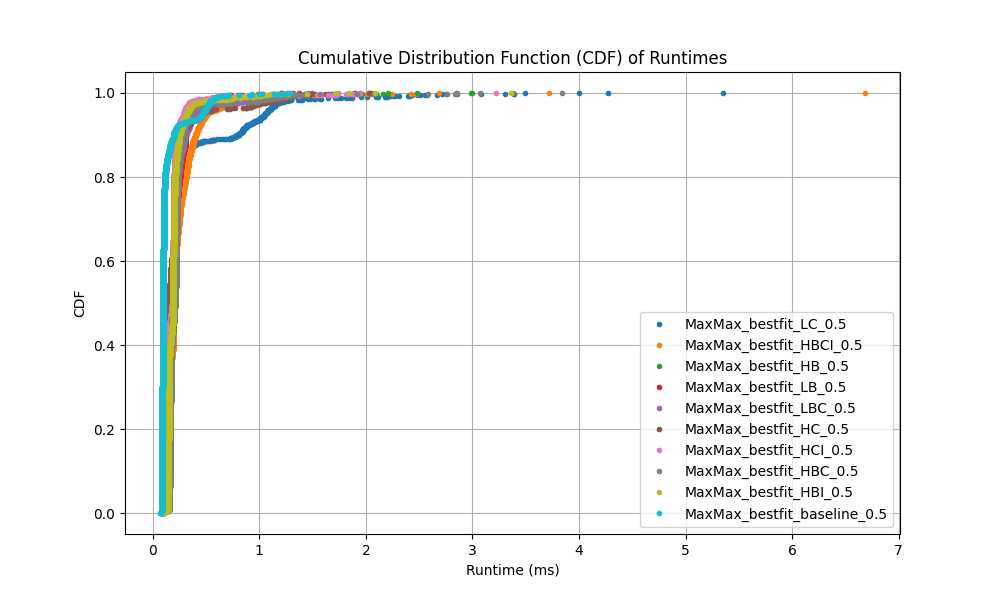 Cumulative Distribution Function (CDF) of Runtimes
CDF
1.0
0.8
0.6
0.4
0.2
0.0
MaxMax_bestfit_LC_0.5
MaxMax_bestfit_HBCI_0.5
MaxMax_bestfit_HB_0.5
MaxMax_bestfit_LB_0.5
MaxMax_bestfit_LBC_0.5
MaxMax_bestfit_HC_0.5
MaxMax_bestfit_HCI_0.5
MaxMax_bestfit_HBC_0.5
MaxMax_bestfit_HBI_0.5
MaxMax_bestfit_baseline_0.5
0 1 2 3 4 5 6 7
Runtime (ms)